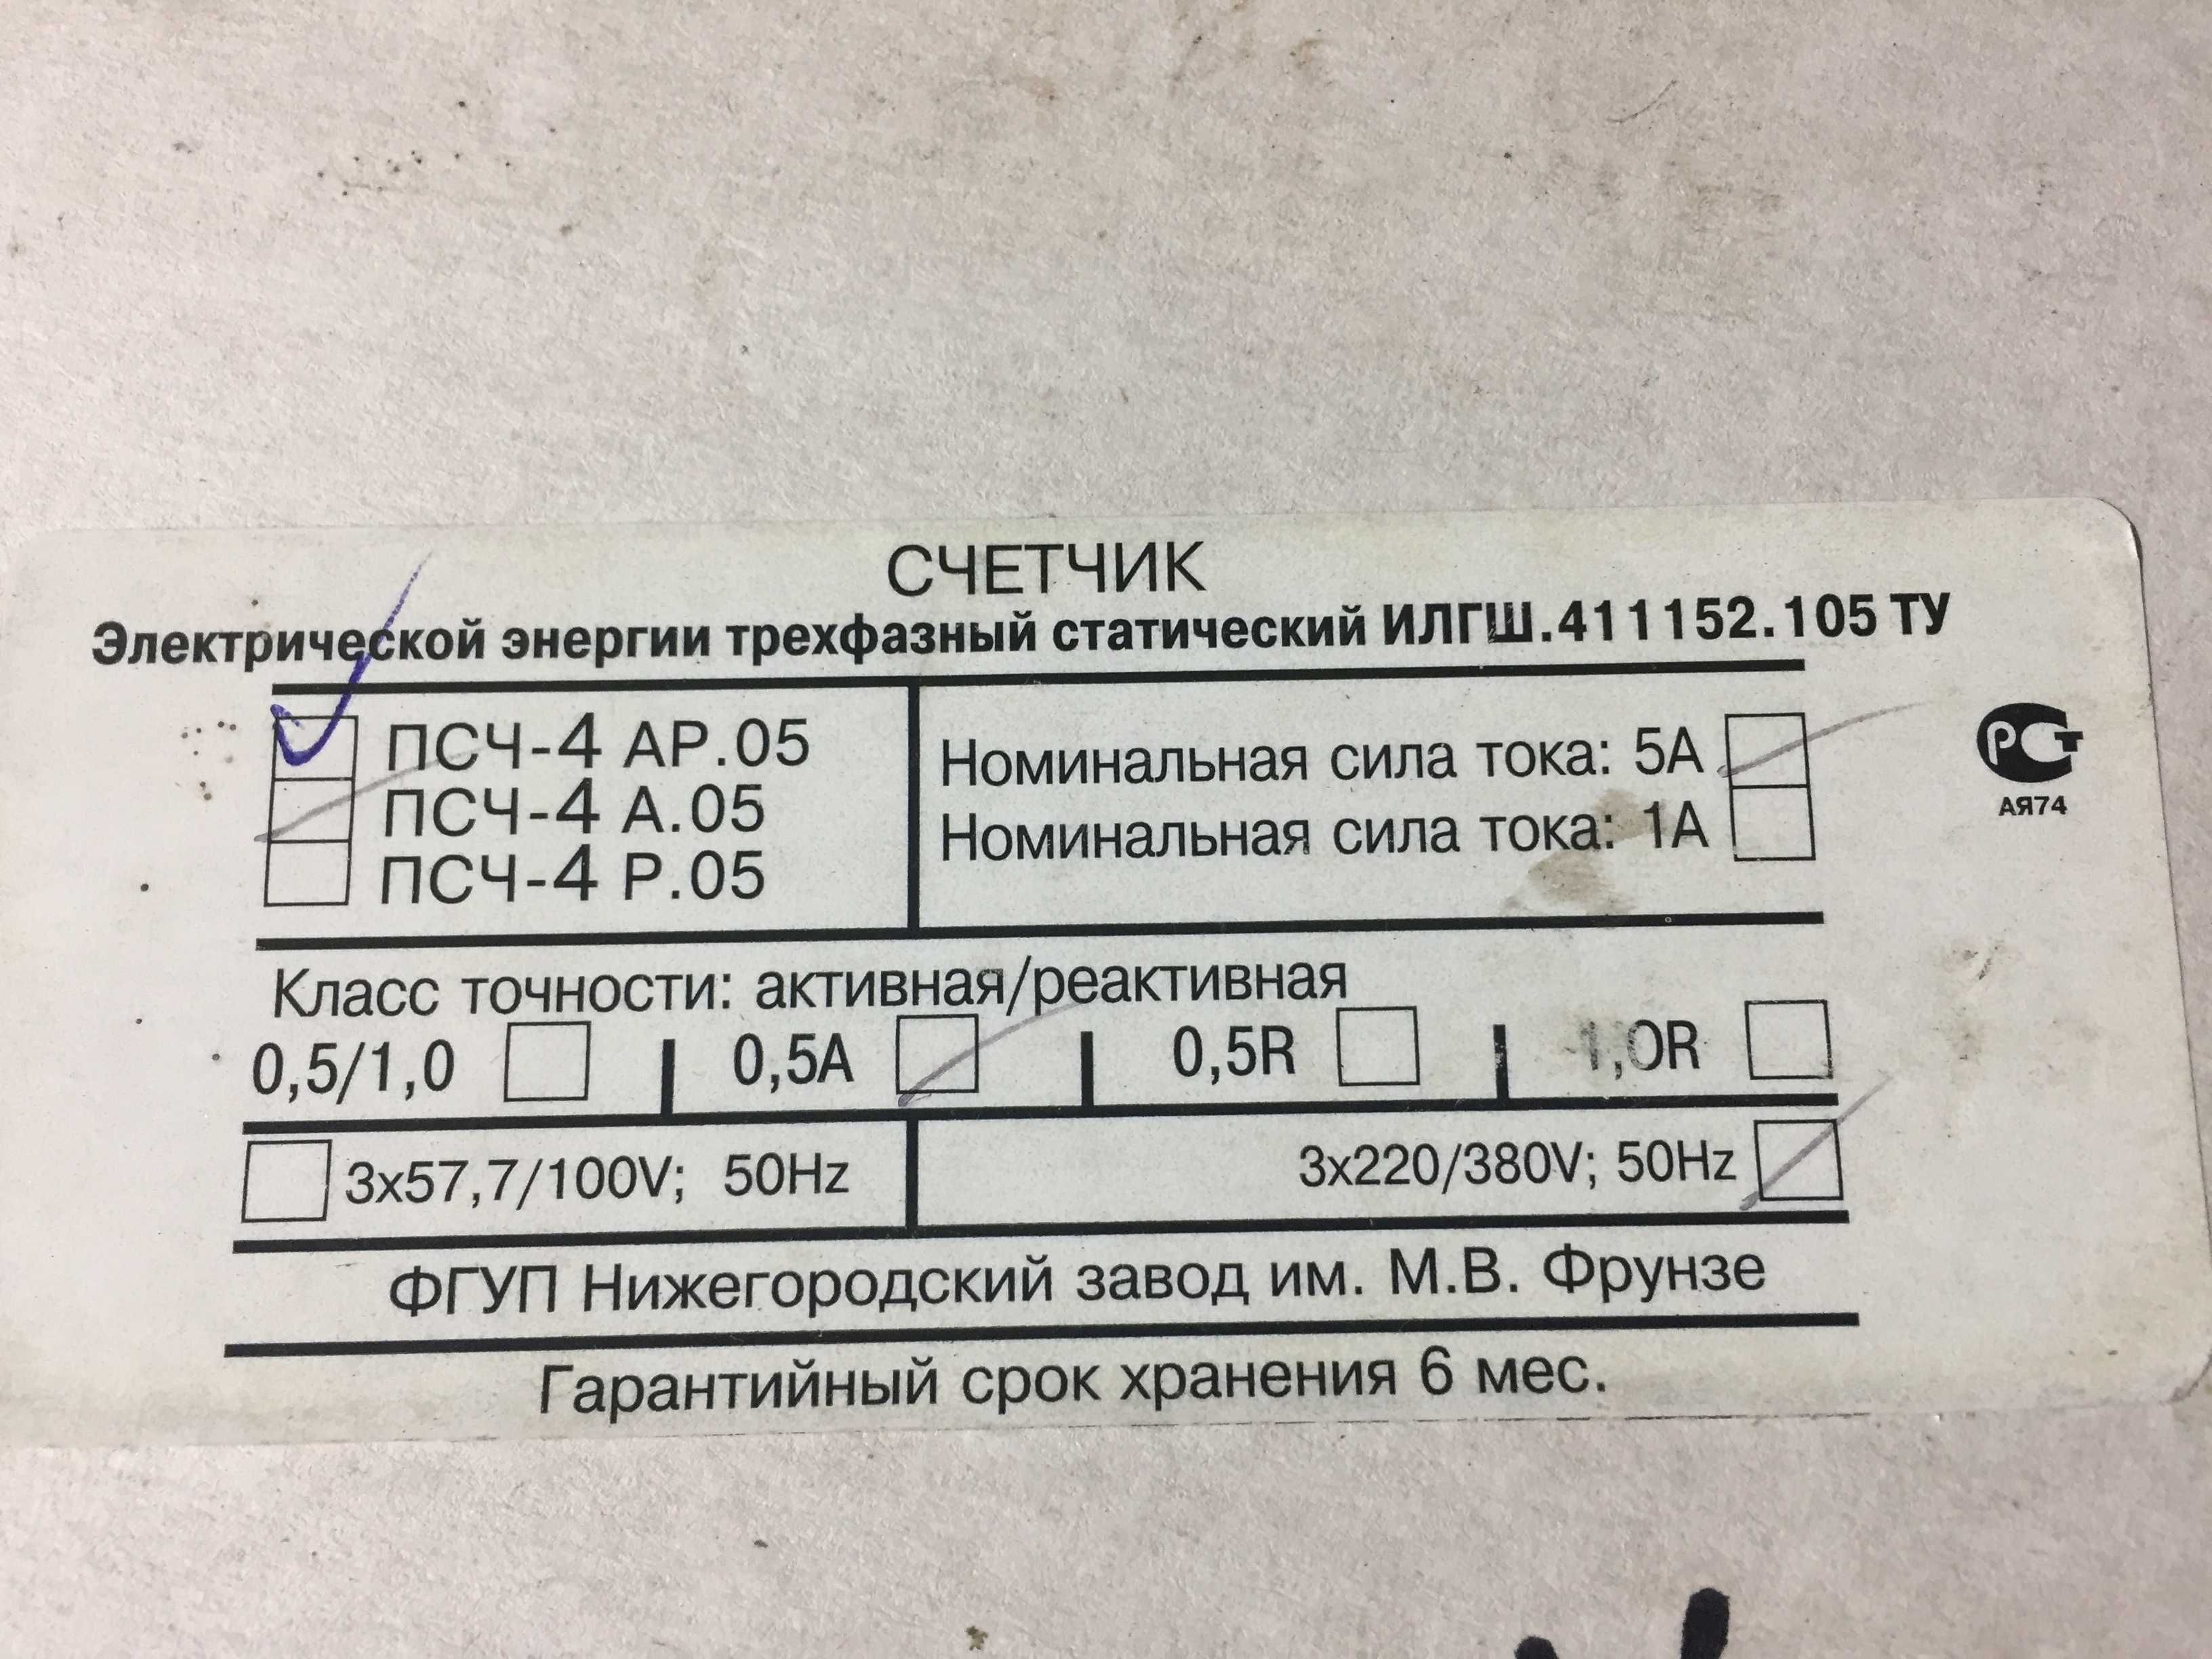 СЧЕТЧИК
Электрической энергии трехфазный статический ИЛГШ.411152.105 ТУ
ПСЧ-4 АР.05
ПСЧ-4 А.05
ПСЧ-4 Р.05
Номинальная сила тока: 5А
Номинальная сила тока: 1А
РСТ
АЯ74
Класс точности: активная/реактивная
0,5/1,0 | 0,5А | 0,5R | 1,0R
3x57,7/100V; 50Hz
3x220/380V; 50Hz
ФГУП Нижегородский завод им. М.В. Фрунзе
Гарантийный срок хранения 6 мес.